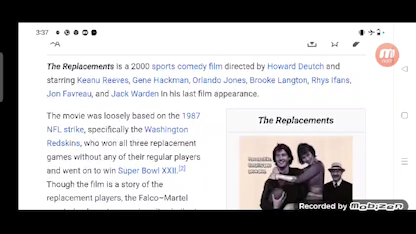 3:37
The Replacements is a 2000 sports comedy film directed by Howard Deutch and
starring Keanu Reeves, Gene Hackman, Orlando Jones, Brooke Langton, Rhys Ifans,
Jon Favreau, and Jack Warden in his last film appearance.
The movie was loosely based on the 1987
NFL strike, specifically the Washington
Redskins, who won all three replacement
games without any of their regular players
and went on to win Super Bowl XXII.[2]
Though the film is a story of the
replacement players, the Falco–Martel
The Replacements
Recorded by mobizen